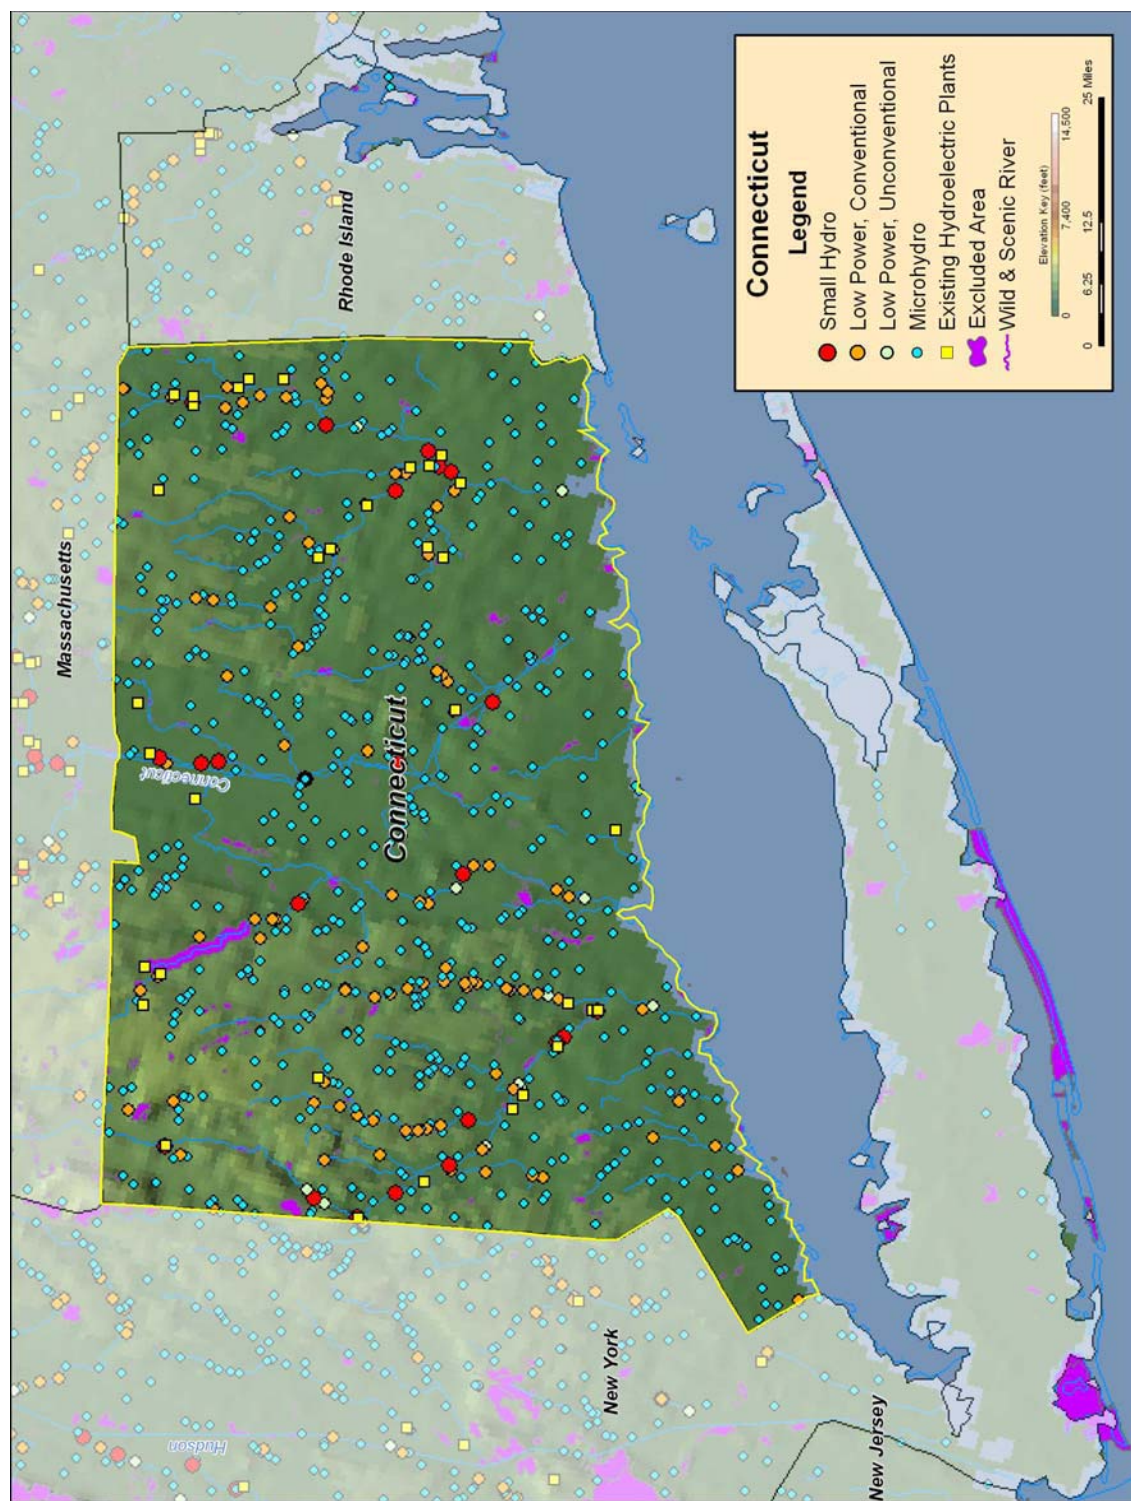 Massachusetts
Rhode Island
Connecticut
Connecticut
New York
Hudson
New Jersey
Connecticut
Legend
Small Hydro
Low Power, Conventional
Low Power, Unconventional
Microhydro
Existing Hydroelectric Plants
Excluded Area
Wild & Scenic River
Elevation Key (feet)
0 7,400 14,500
0 6.25 12.5 25 Miles